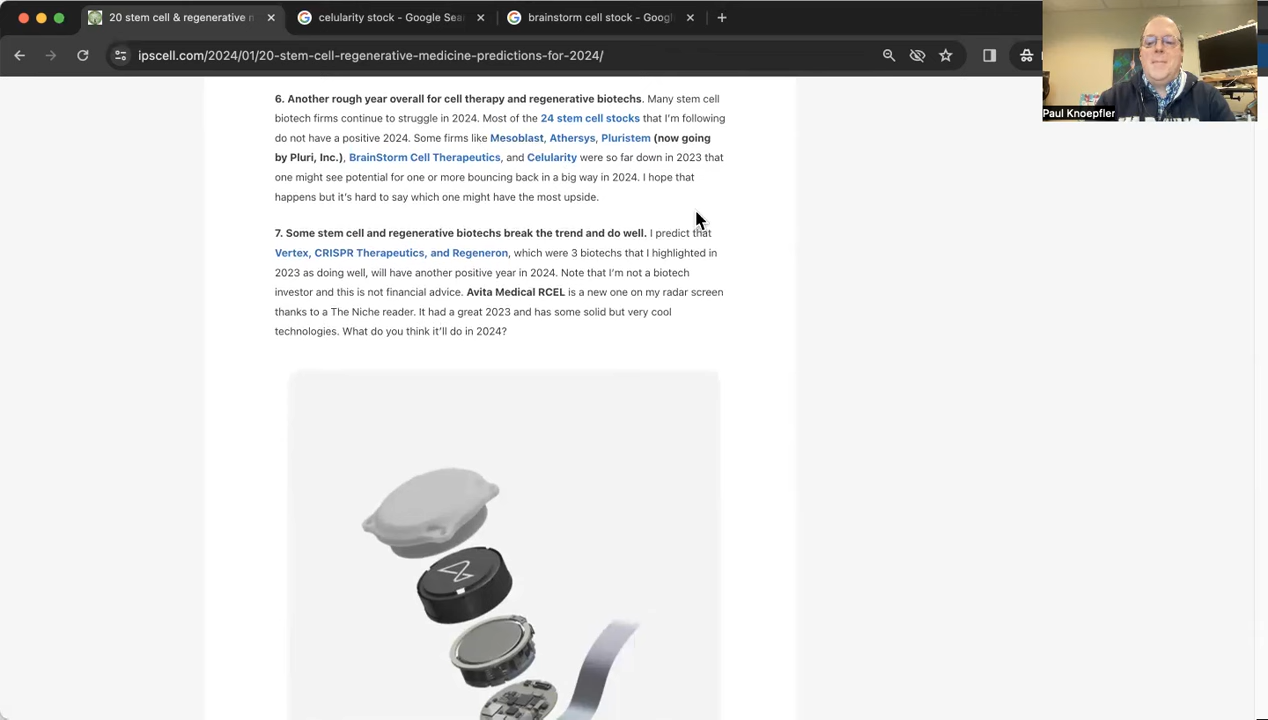 20 stem cell & regenerative
celularity stock - Google Sea
brainstorm cell stock - Goog
ipscell.com/2024/01/20-stem-cell-regenerative-medicine-predictions-for-2024/
Paul Knoepfler
6. Another rough year overall for cell therapy and regenerative biotechs. Many stem cell
biotech firms continue to struggle in 2024. Most of the 24 stem cell stocks that I'm following
do not have a positive 2024. Some firms like Mesoblast, Athersys, Pluristem (now going
by Pluri, Inc.), BrainStorm Cell Therapeutics, and Celularity were so far down in 2023 that
one might see potential for one or more bouncing back in a big way in 2024. I hope that
happens but it's hard to say which one might have the most upside.
7. Some stem cell and regenerative biotechs break the trend and do well. I predict that
Vertex, CRISPR Therapeutics, and Regeneron, which were 3 biotechs that I highlighted in
2023 as doing well, will have another positive year in 2024. Note that I'm not a biotech
investor and this is not financial advice. Avita Medical RCEL is a new one on my radar screen
thanks to a The Niche reader. It had a great 2023 and has some solid but very cool
technologies. What do you think it'll do in 2024?